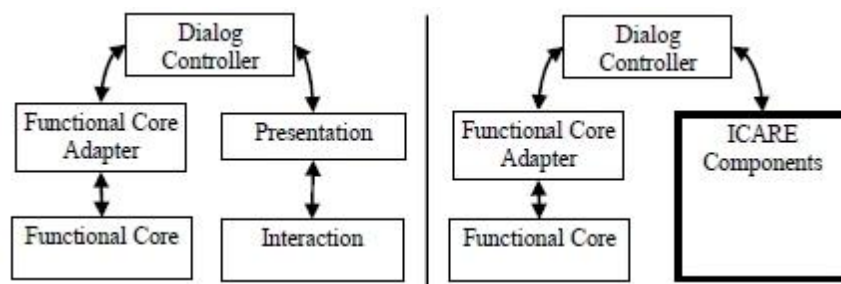 Dialog
Controller
Functional Core
Adapter
Presentation
Functional Core
Interaction
Dialog
Controller
Functional Core
Adapter
ICARE
Components
Functional Core